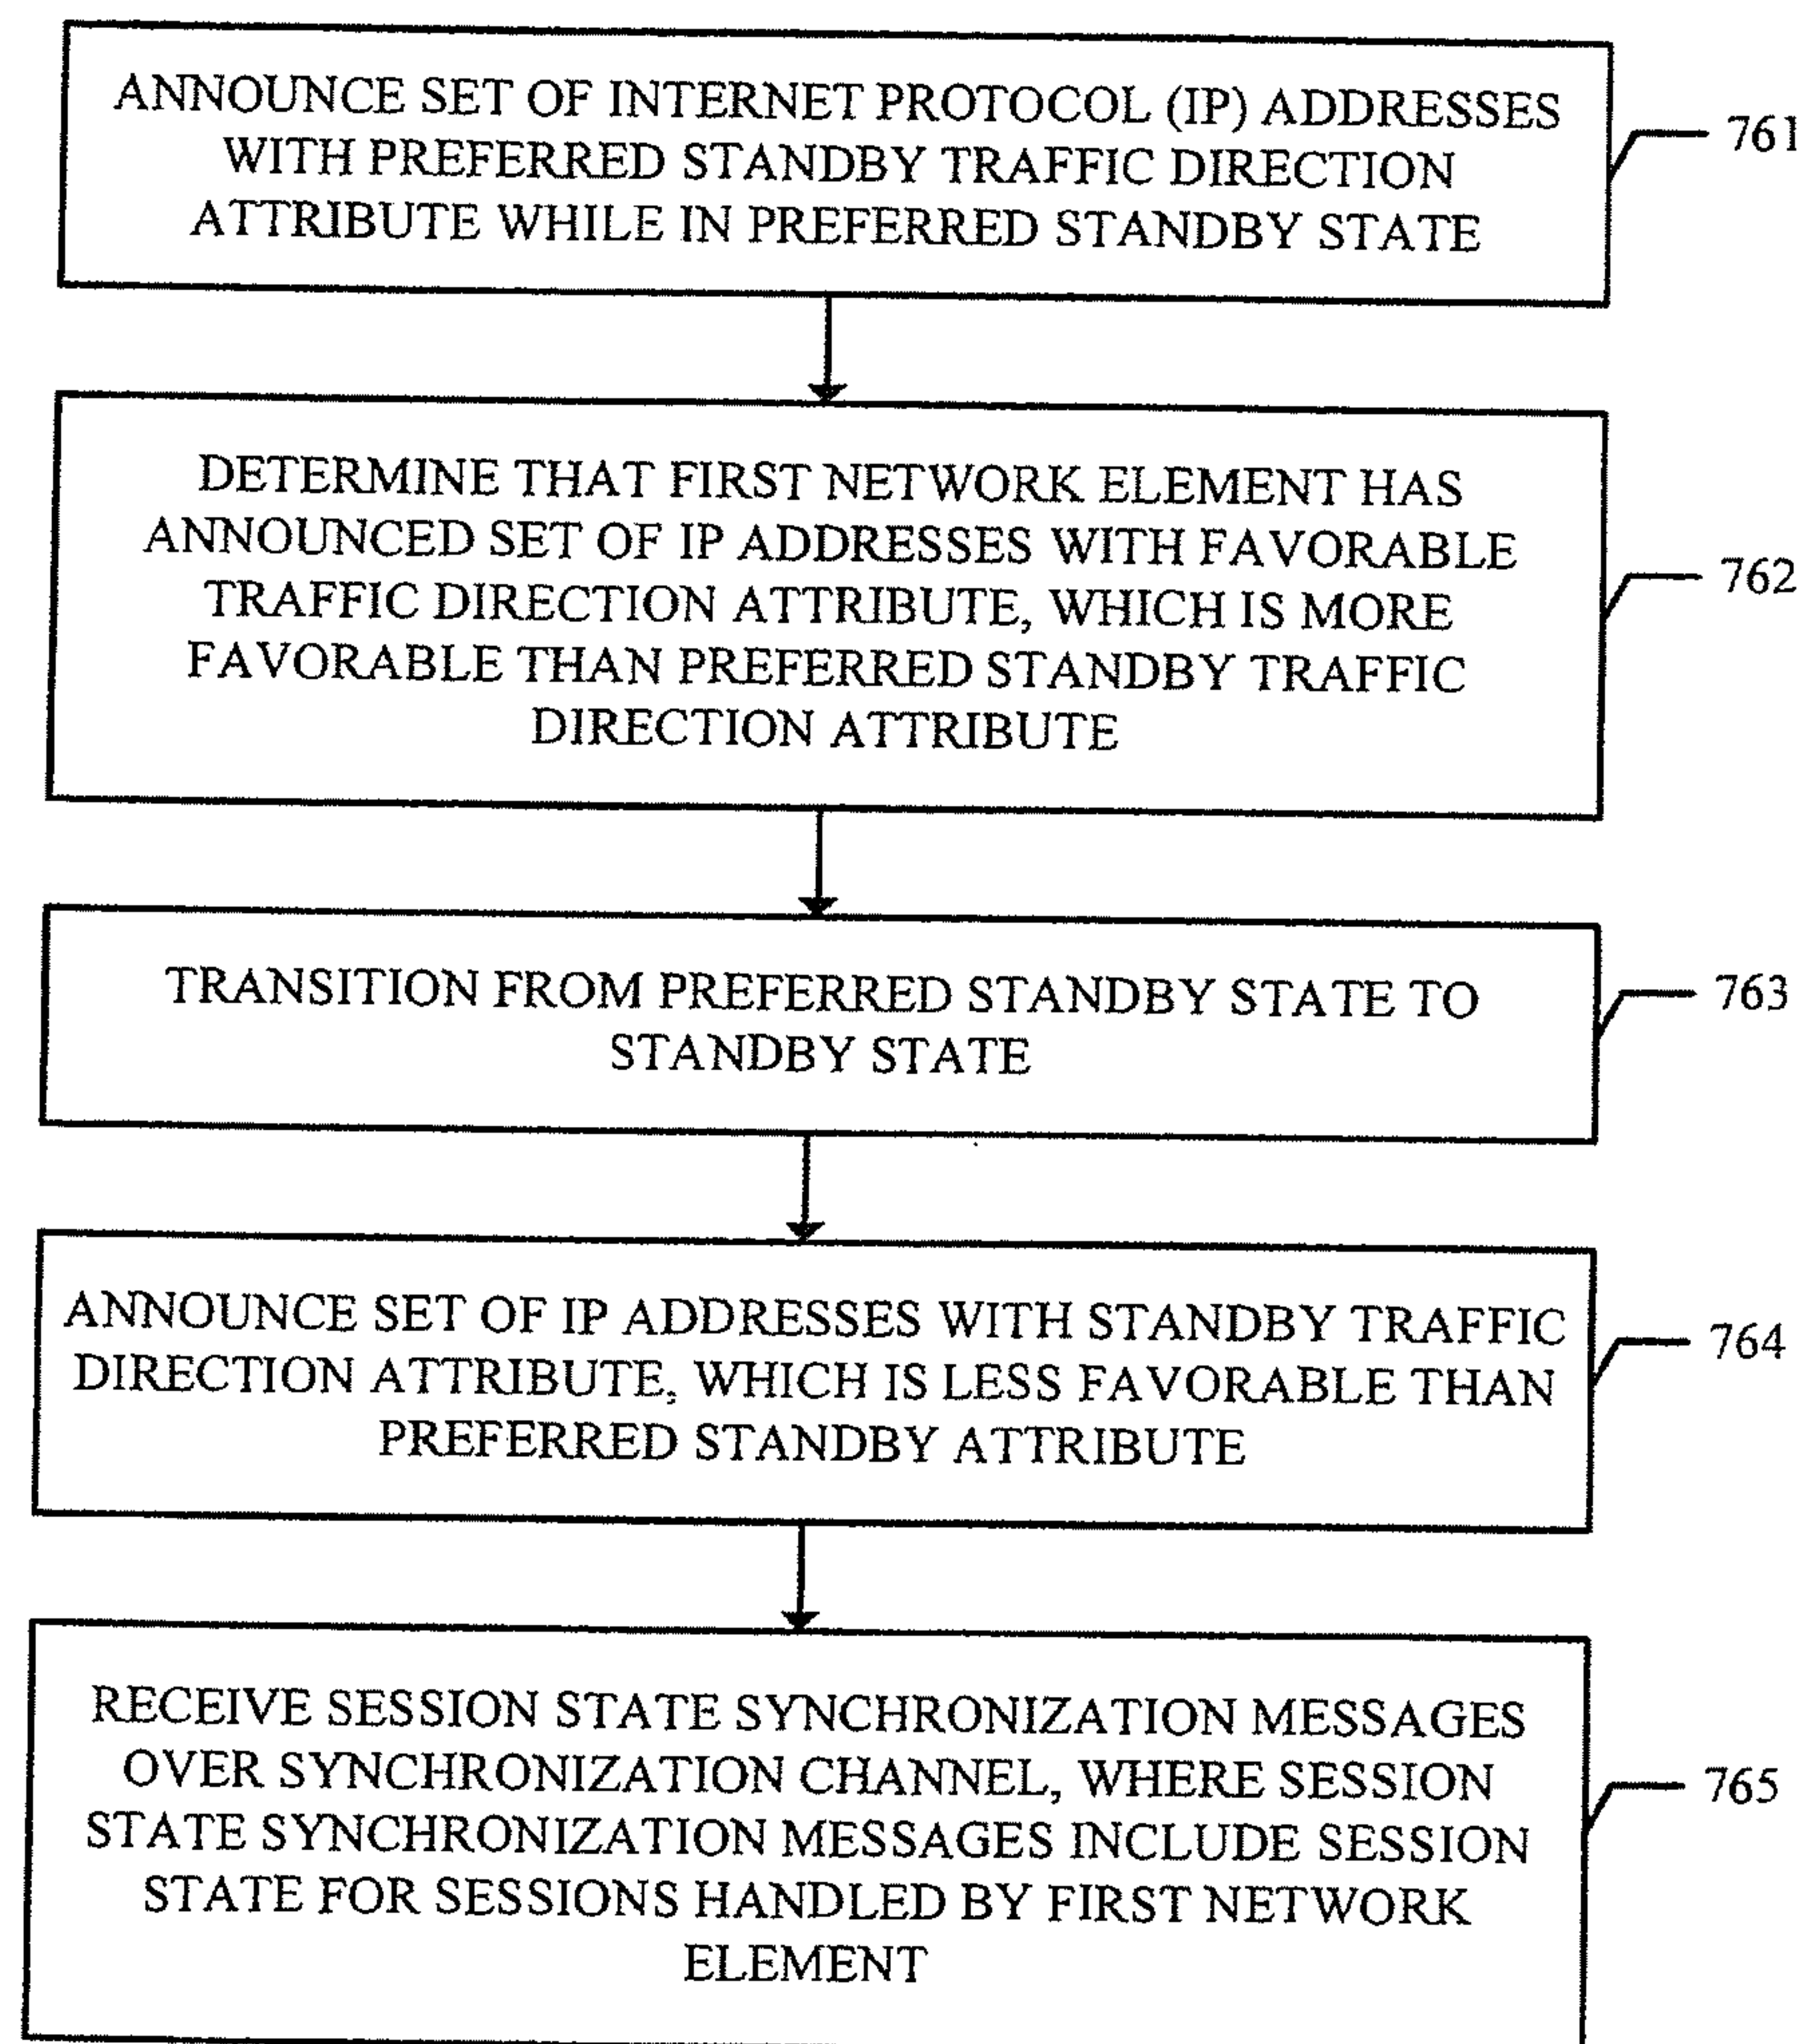 ANNOUNCE SET OF INTERNET PROTOCOL (IP) ADDRESSES
WITH PREFERRED STANDBY TRAFFIC DIRECTION
ATTRIBUTE WHILE IN PREFERRED STANDBY STATE
761
DETERMINE THAT FIRST NETWORK ELEMENT HAS
ANNOUNCED SET OF IP ADDRESSES WITH FAVORABLE
TRAFFIC DIRECTION ATTRIBUTE, WHICH IS MORE
FAVORABLE THAN PREFERRED STANDBY TRAFFIC
DIRECTION ATTRIBUTE
762
TRANSITION FROM PREFERRED STANDBY STATE TO
STANDBY STATE
763
ANNOUNCE SET OF IP ADDRESSES WITH STANDBY TRAFFIC
DIRECTION ATTRIBUTE, WHICH IS LESS FAVORABLE THAN
PREFERRED STANDBY ATTRIBUTE
764
RECEIVE SESSION STATE SYNCHRONIZATION MESSAGES
OVER SYNCHRONIZATION CHANNEL, WHERE SESSION
STATE SYNCHRONIZATION MESSAGES INCLUDE SESSION
STATE FOR SESSIONS HANDLED BY FIRST NETWORK
ELEMENT
765